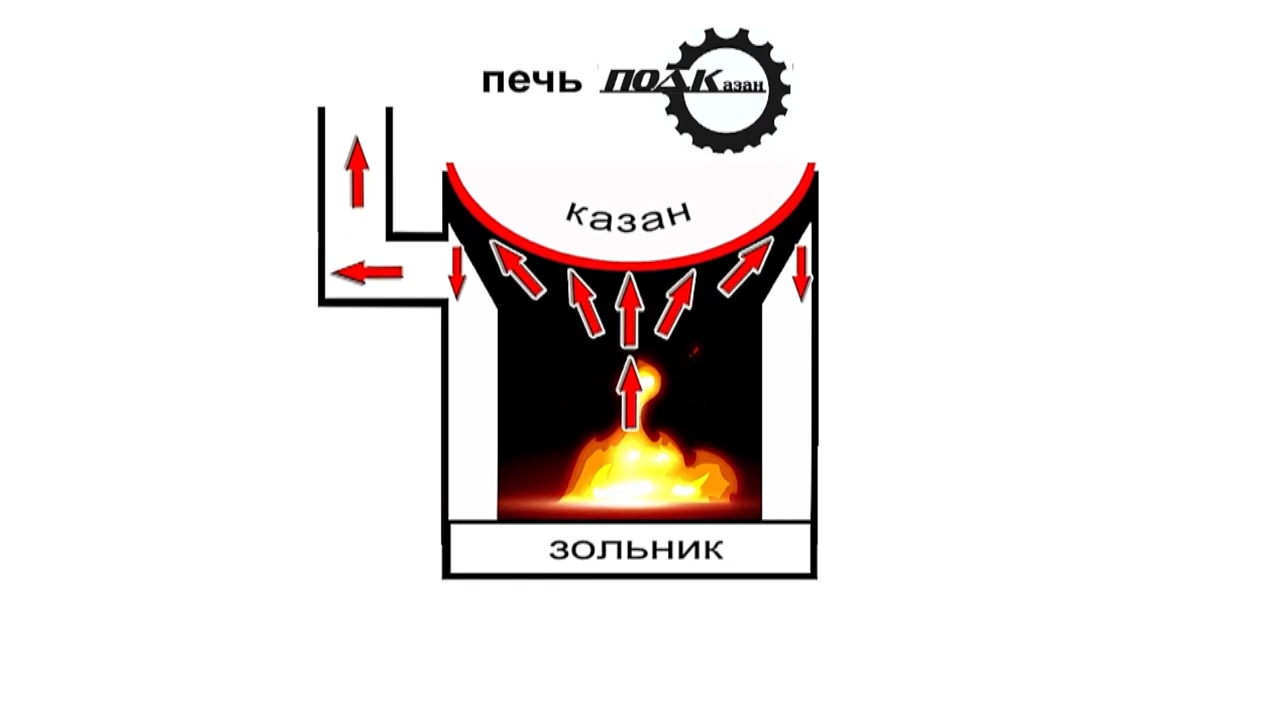 печь ПОДКазан
казан
зольник